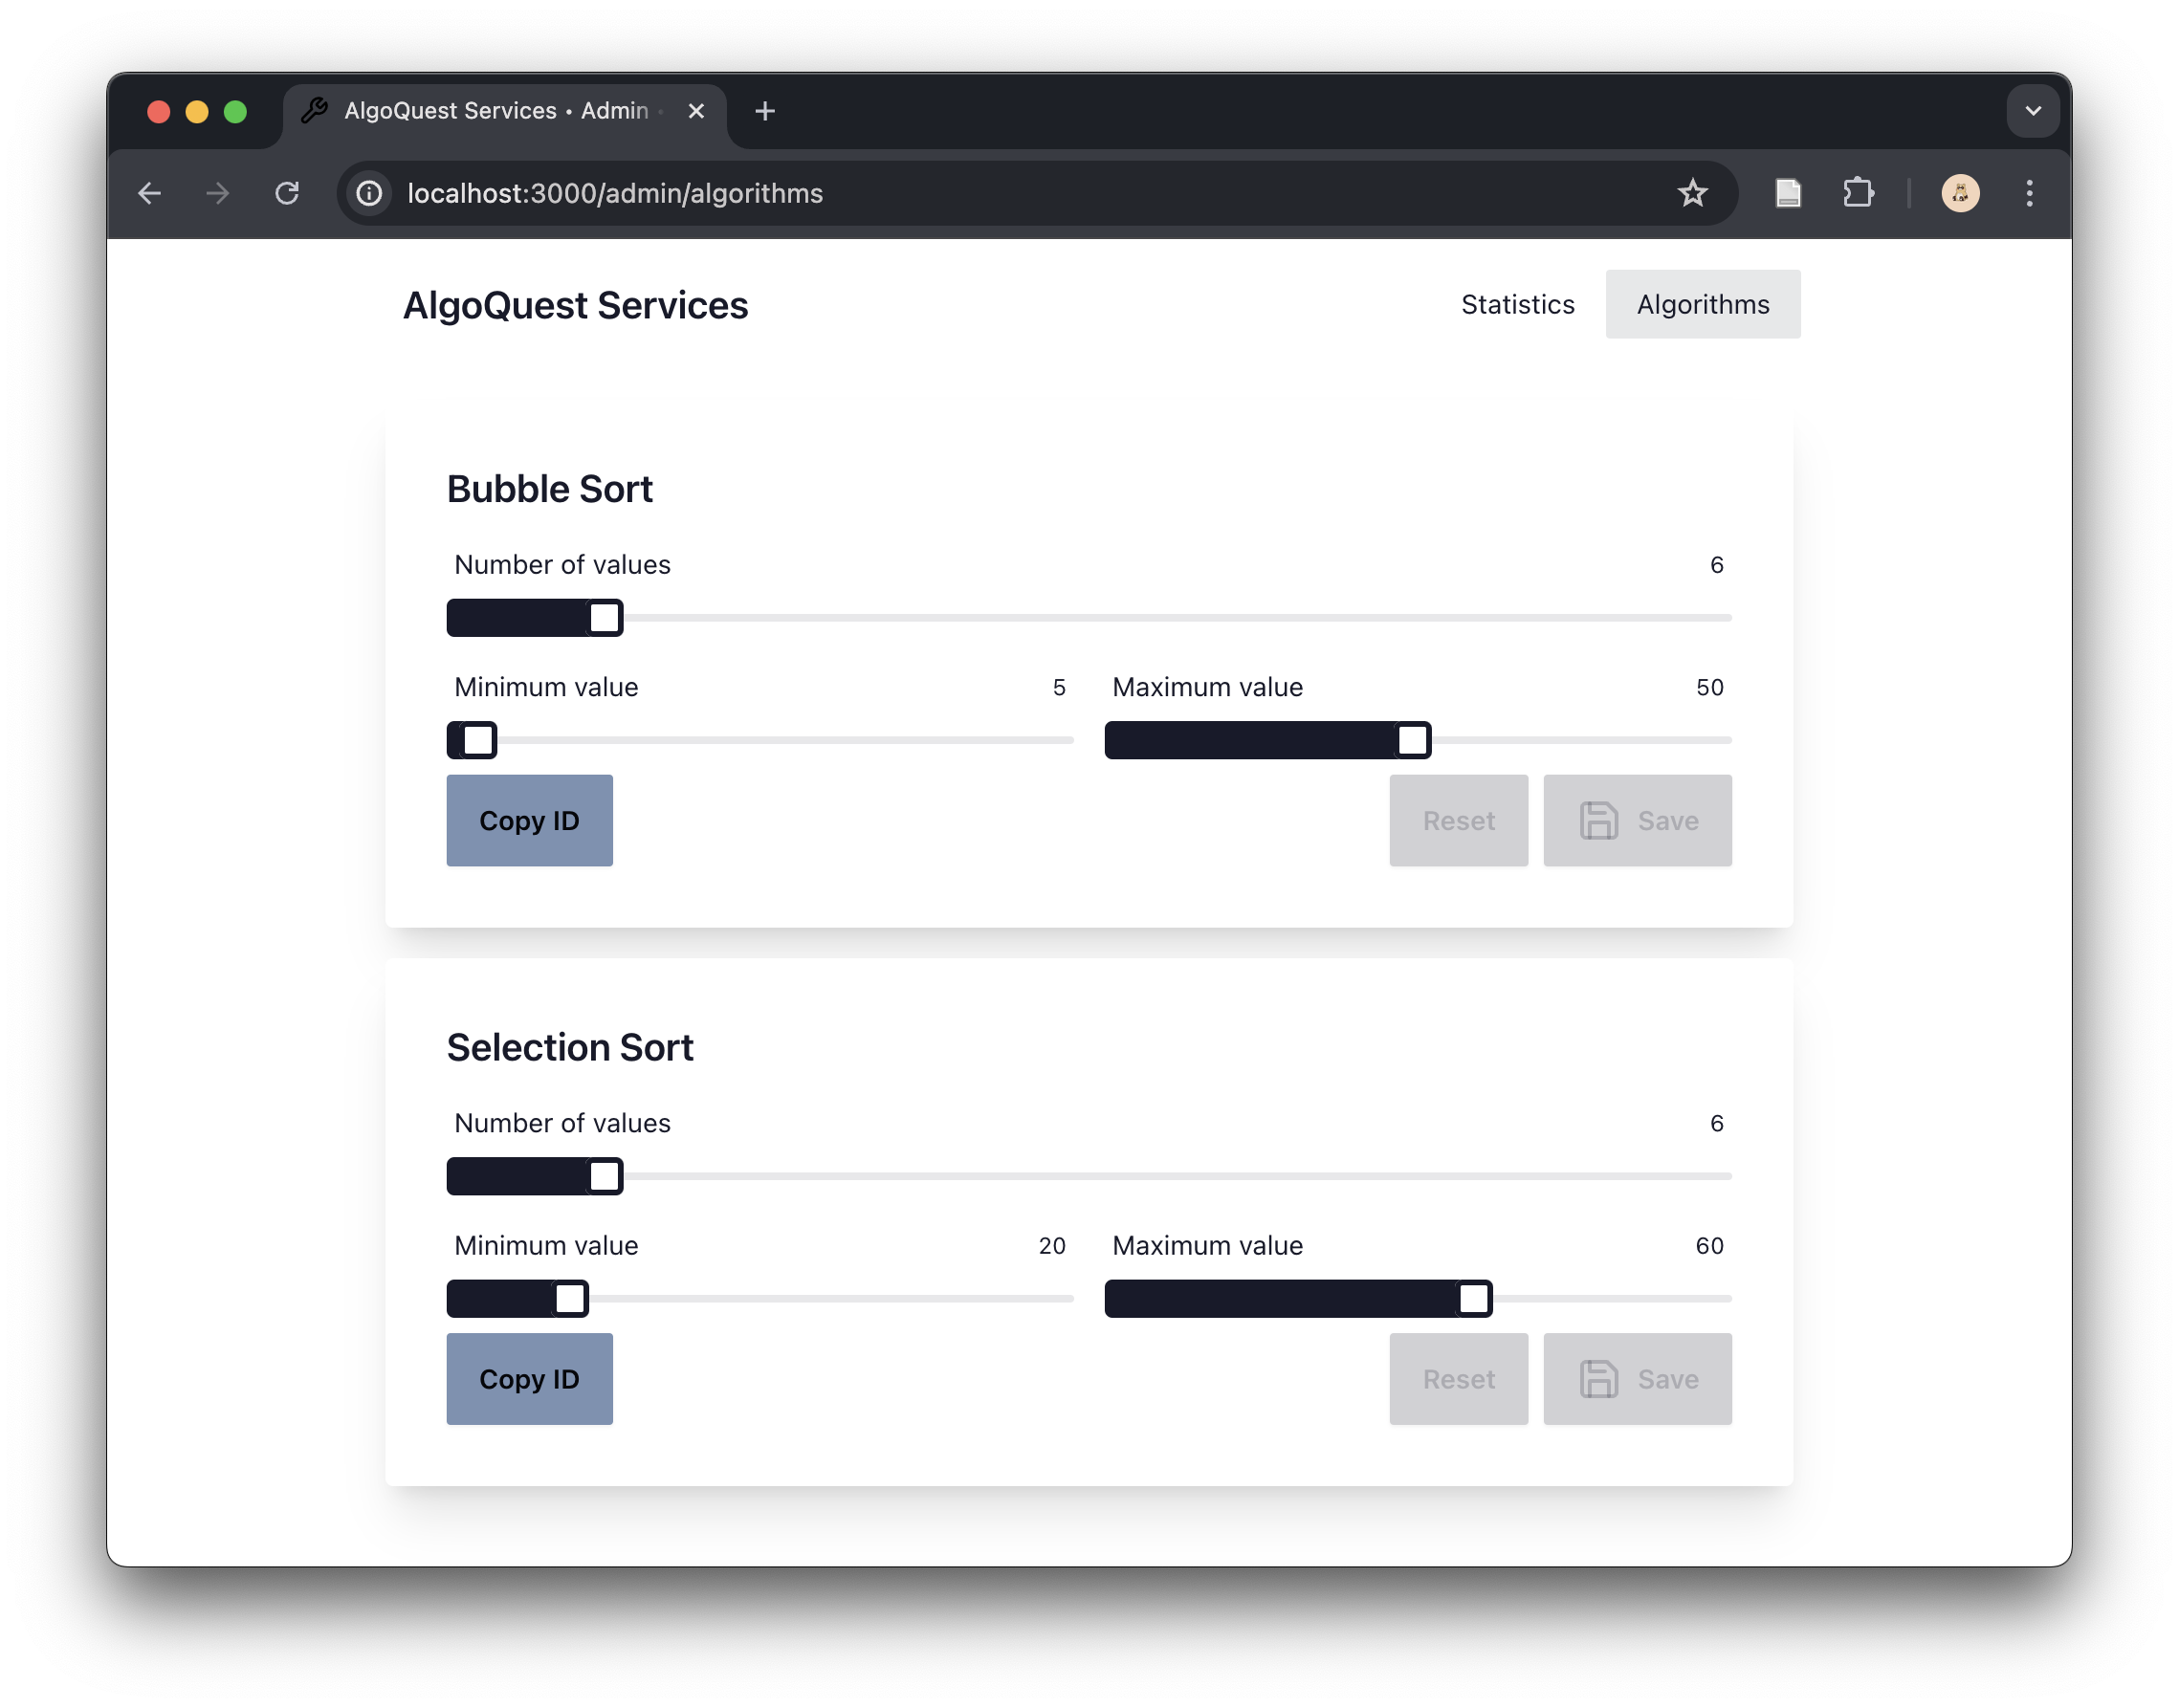 AlgoQuest Services • Admin
localhost:3000/admin/algorithms
AlgoQuest Services
Statistics
Algorithms
Bubble Sort
Number of values 6
Minimum value 5 Maximum value 50
Copy ID Reset Save
Selection Sort
Number of values 6
Minimum value 20 Maximum value 60
Copy ID Reset Save